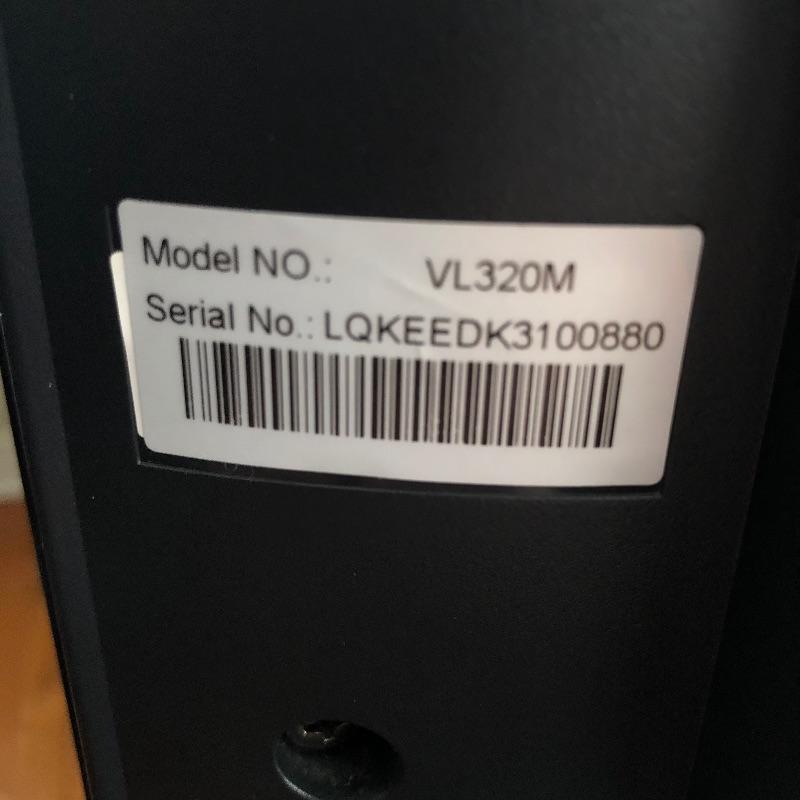 Model NO.: VL320M
Serial No.: LQKEEDK3100880